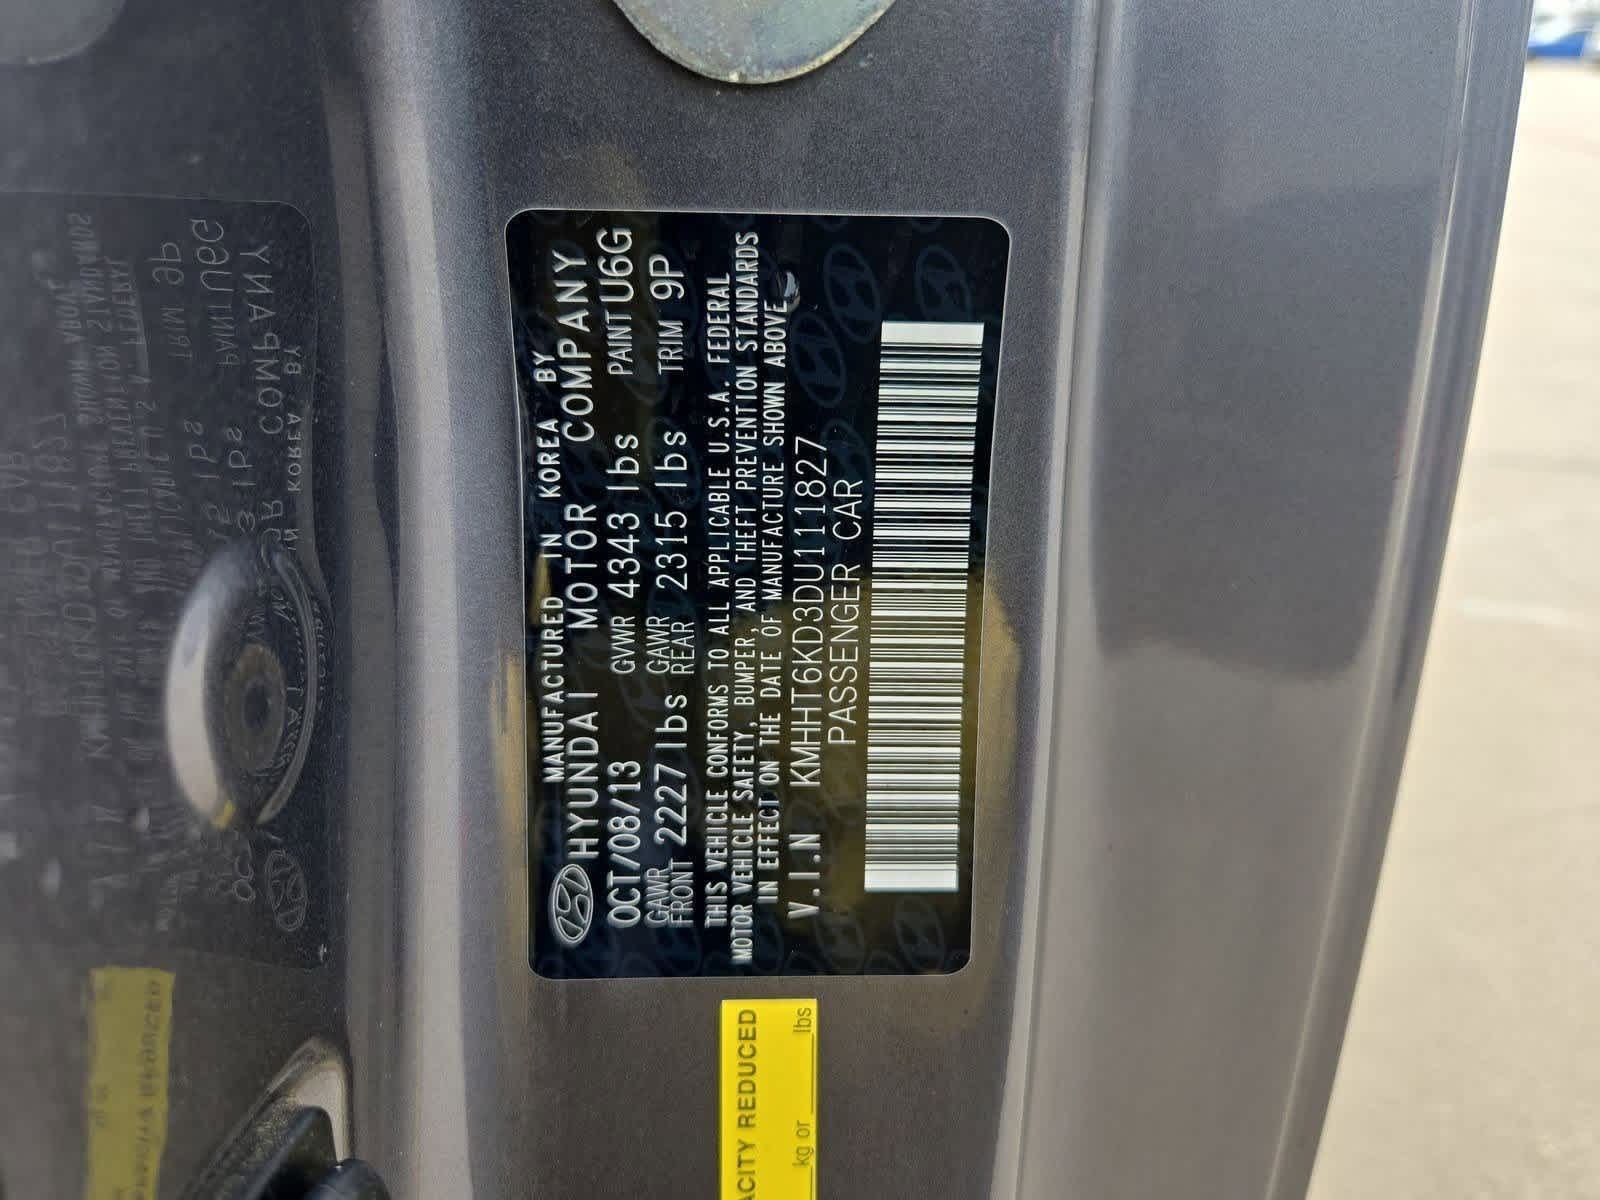 MANUFACTURED IN KOREA BY
HYUNDAI MOTOR COMPANY
OCT/08/13 GVWR 4343 lbs PAINT U6G
GAWR FRONT 2227 lbs GAWR REAR 2315 lbs TRIM 9P
THIS VEHICLE CONFORMS TO ALL APPLICABLE U.S.A. FEDERAL
MOTOR VEHICLE SAFETY, BUMPER, AND THEFT PREVENTION STANDARDS
IN EFFECT ON THE DATE OF MANUFACTURE SHOWN ABOVE.
V.I.N KMHHT6KD3DU111827
PASSENGER CAR
ACITY REDUCED
kg or ____ lbs